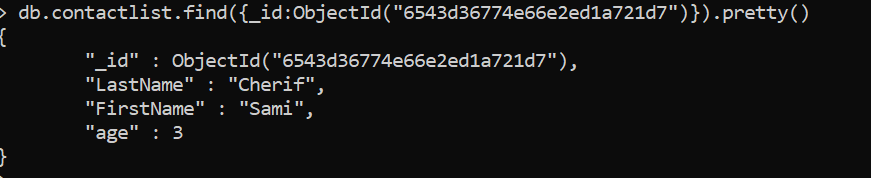 > db.contactlist.find({_id:ObjectId("6543d36774e66e2ed1a721d7")}).pretty()
{
        "_id" : ObjectId("6543d36774e66e2ed1a721d7"),
        "LastName" : "Cherif",
        "FirstName" : "Sami",
        "age" : 3
}